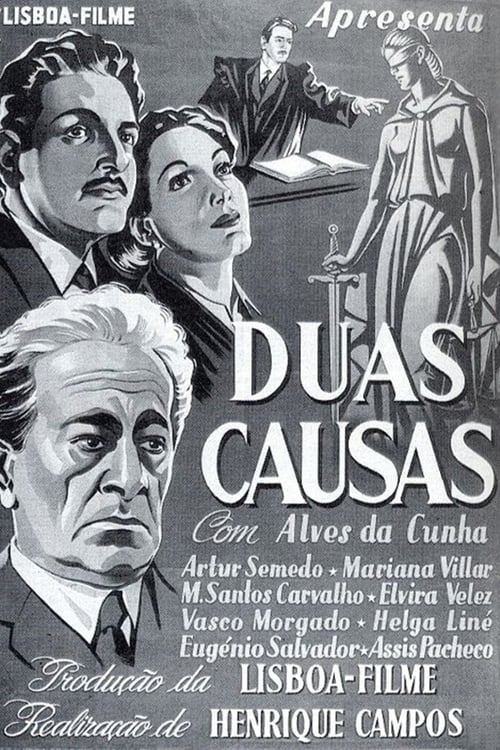 LISBOA-FILME
Apresenta
DUAS
CAUSAS
Com Alves da Cunha
Artur Semedo ★ Mariana Villar
M. Santos Carvalho ★ Elvira Velez
Vasco Morgado ★ Helga Liné
Eugénio Salvador ★ Assis Pacheco
Produção da LISBOA-FILME
Realização de HENRIQUE CAMPOS